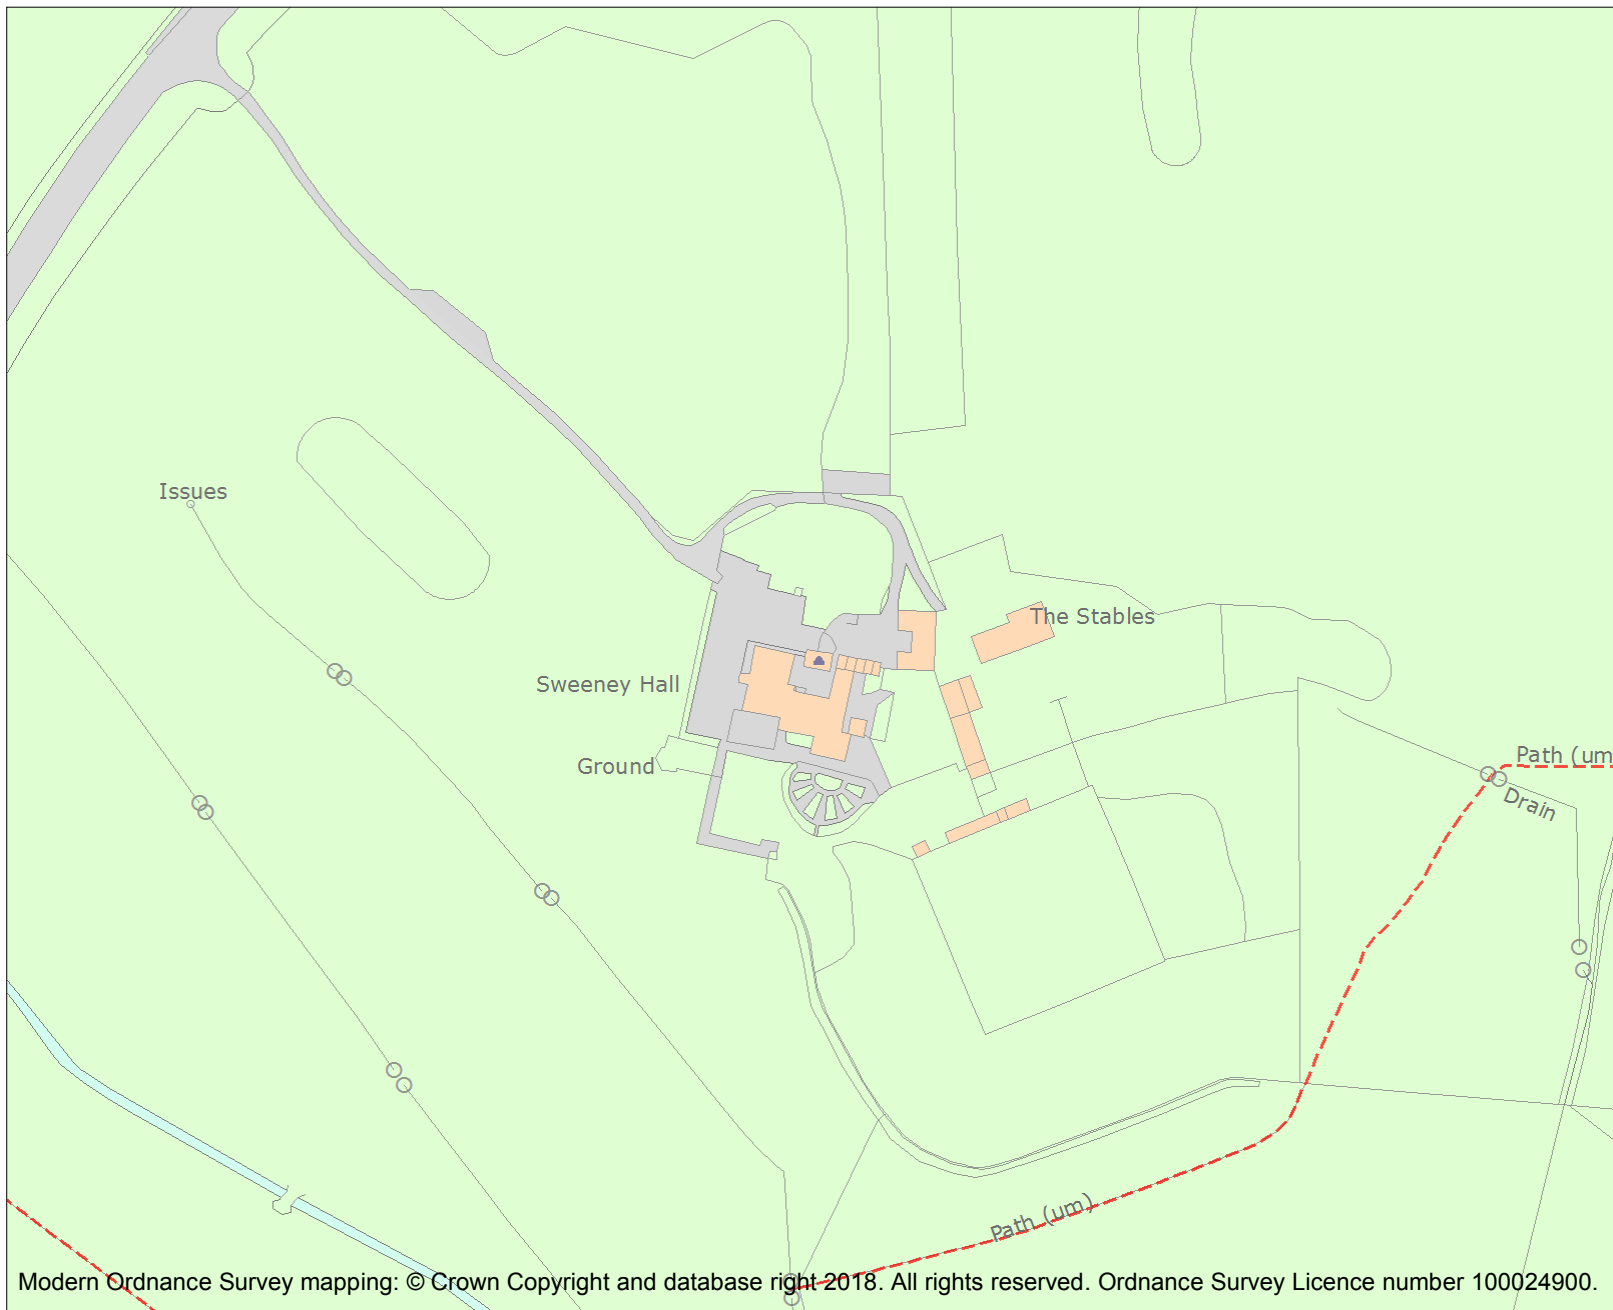 Issues
The Stables
Sweeney Hall
Path (um
Ground
Drain
Path (um)
Modern Ordnance Survey mapping: © Crown Copyright and database right 2018. All rights reserved. Ordnance Survey Licence number 100024900.